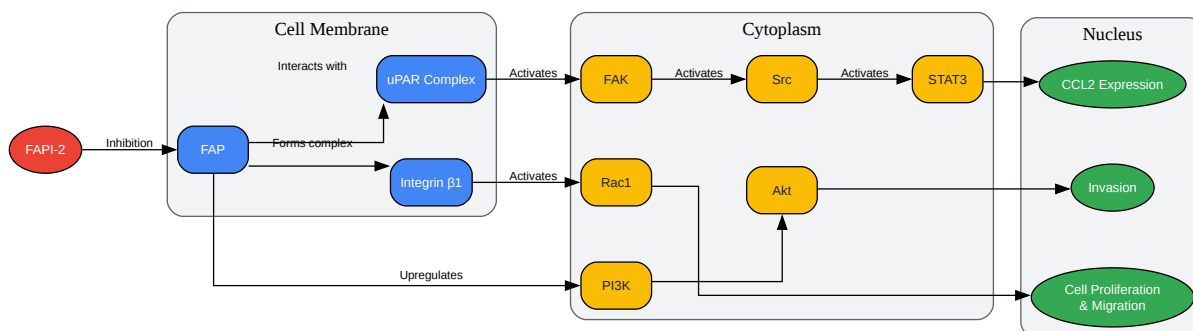 Cell Membrane
Cytoplasm
Nucleus
Interacts with
uPAR Complex
Activates
FAK
Activates
Src
Activates
STAT3
CCL2 Expression
FAPI-2
Inhibition
FAP
Forms complex
Integrin β1
Activates
Rac1
Akt
Invasion
Upregulates
PI3K
Cell Proliferation
& Migration